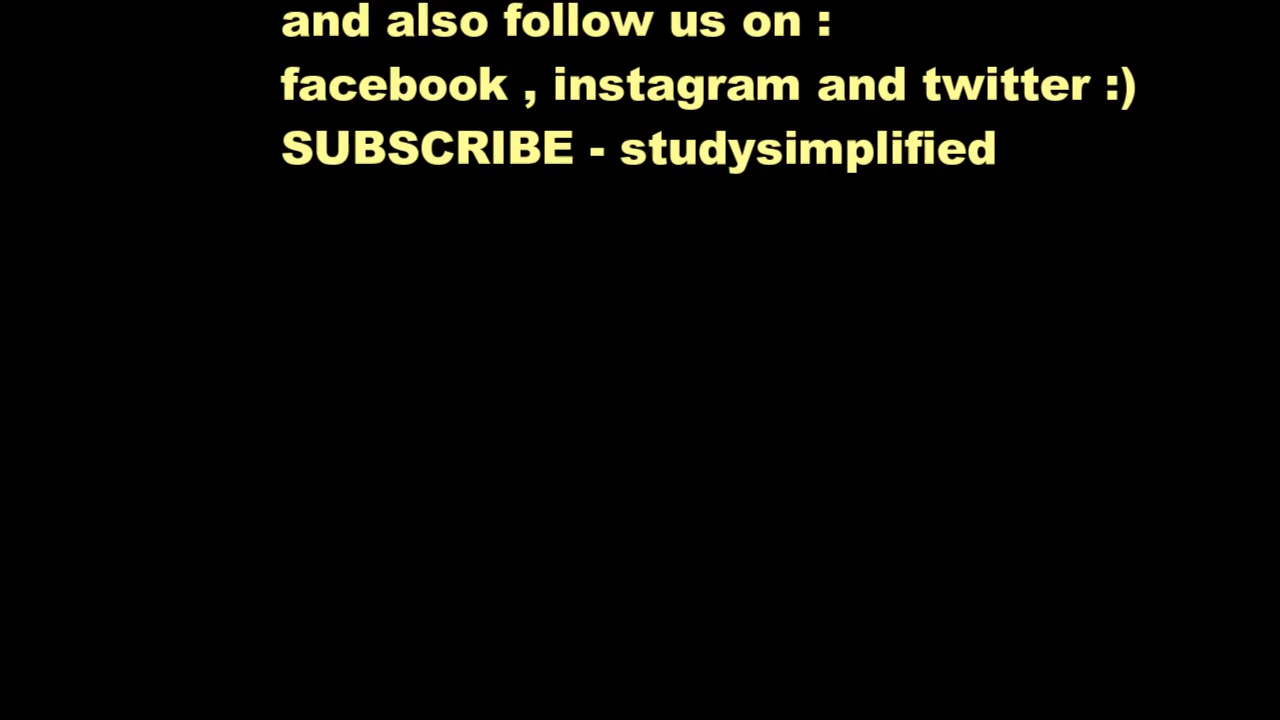 and also follow us on :
facebook , instagram and twitter :)
SUBSCRIBE - studysimplified